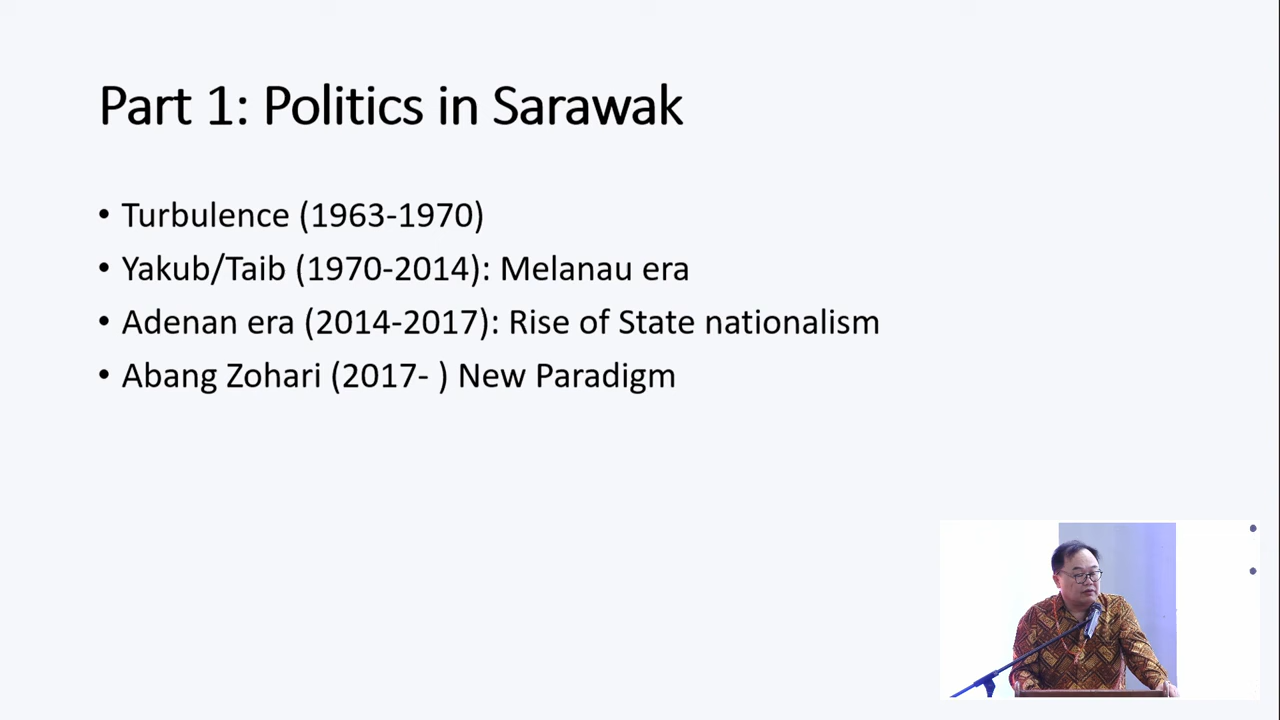 Part 1: Politics in Sarawak
• Turbulence (1963-1970)
• Yakub/Taib (1970-2014): Melanau era
• Adenan era (2014-2017): Rise of State nationalism
• Abang Zohari (2017- ) New Paradigm